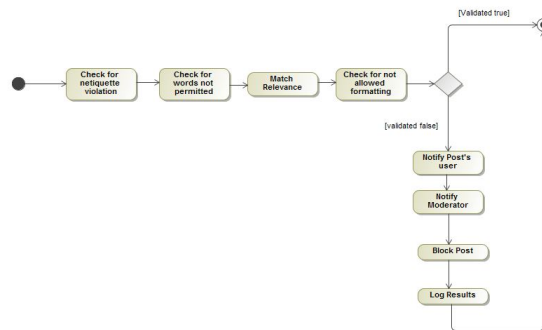 [Validated true]
Check for
netiquette
violation
Check for
words not
permitted
Match
Relevance
Check for not
allowed
formatting
[validated false]
Notify Post's
user
Notify
Moderator
Block Post
Log Results